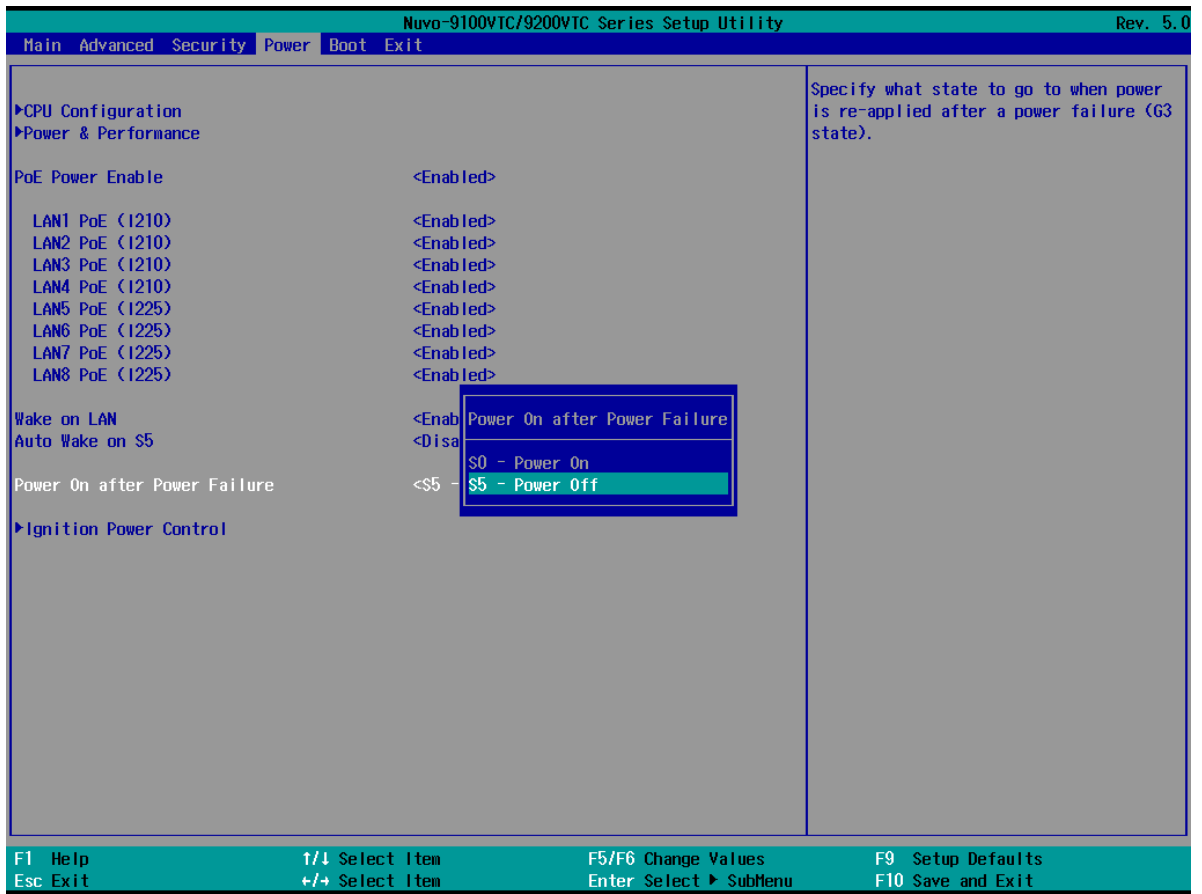 Nuvo-9100VTC/9200VTC Series Setup Utility Rev. 5.0
Main Advanced Security Power Boot Exit
▶CPU Configuration
▶Power & Performance
PoE Power Enable <Enabled>
LAN1 PoE (I210) <Enabled>
LAN2 PoE (I210) <Enabled>
LAN3 PoE (I210) <Enabled>
LAN4 PoE (I210) <Enabled>
LAN5 PoE (I225) <Enabled>
LAN6 PoE (I225) <Enabled>
LAN7 PoE (I225) <Enabled>
LAN8 PoE (I225) <Enabled>
Wake on LAN <Enab
Auto Wake on S5 <Disa
Power On after Power Failure <S5 -
▶Ignition Power Control
Power On after Power Failure
S0 - Power On
S5 - Power Off
Specify what state to go to when power
is re-applied after a power failure (G3
state).
F1 Help ↑/↓ Select Item F5/F6 Change Values F9 Setup Defaults
Esc Exit ←/→ Select Item Enter Select ▶ SubMenu F10 Save and Exit